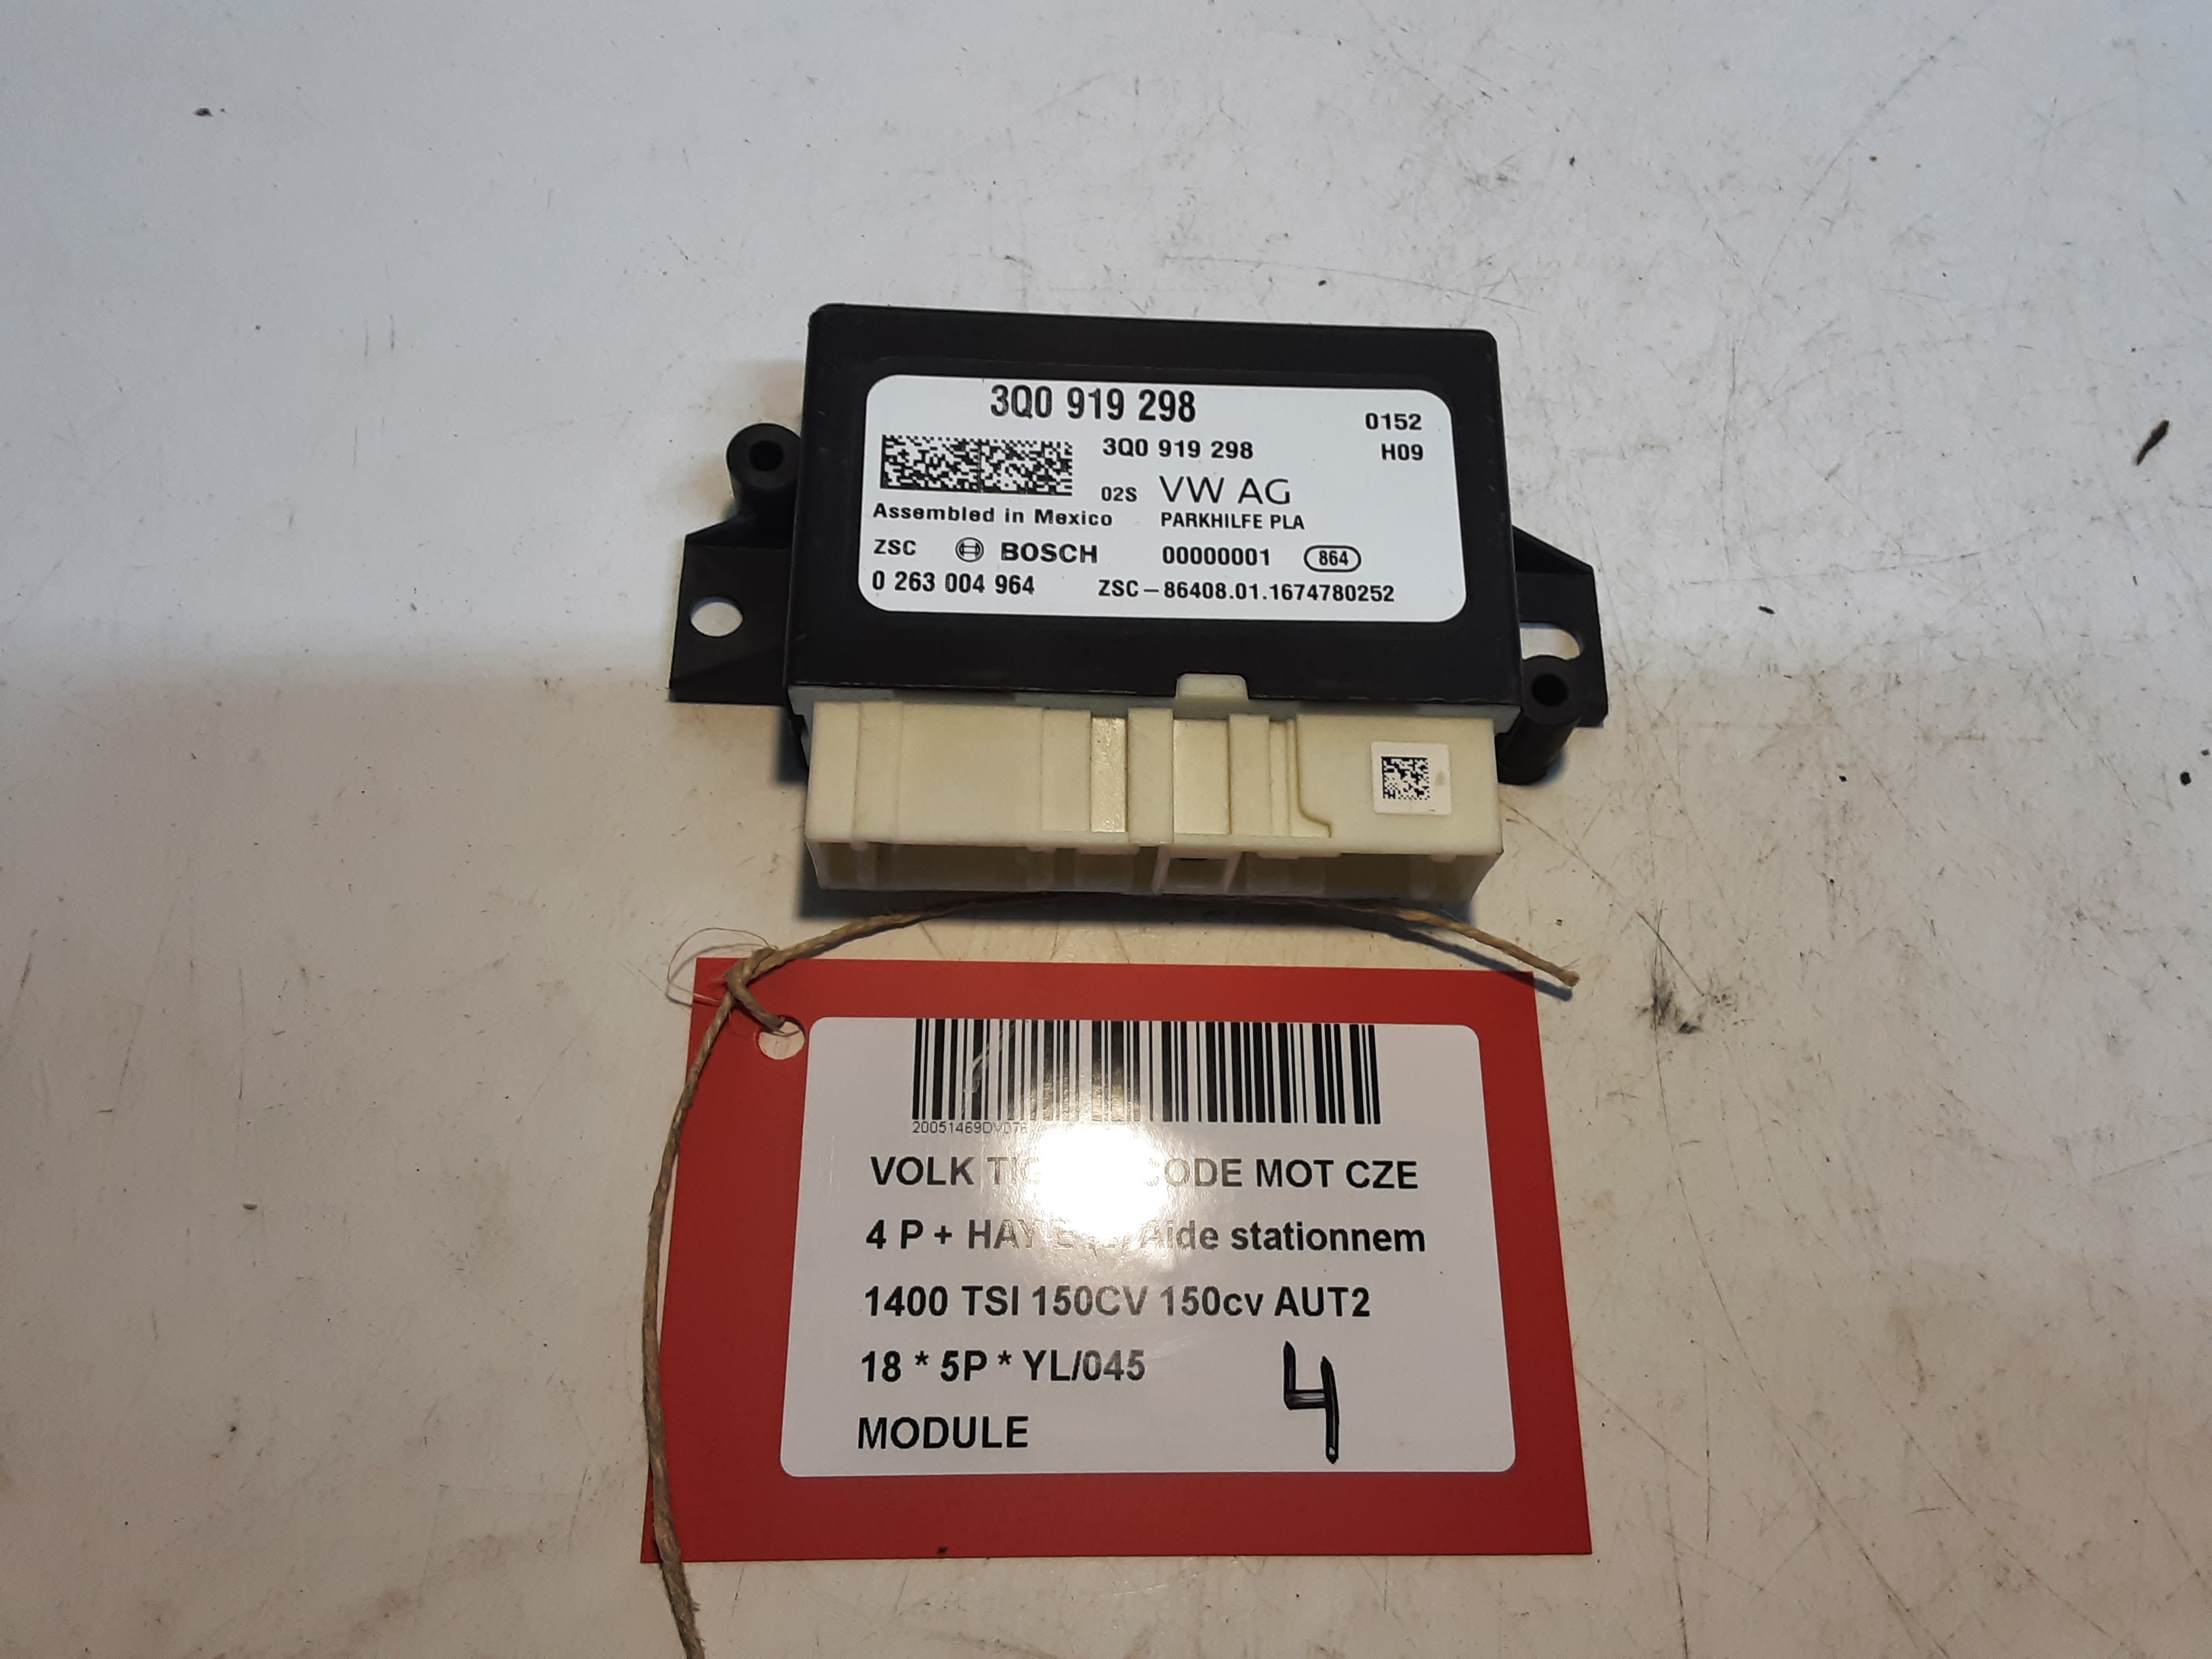 3Q0 919 298
0152
3Q0 919 298
H09
02S VW AG
Assembled in Mexico PARKHILFE PLA
ZSC BOSCH 00000001 864
0 263 004 964 ZSC-86408.01.1674780252
VOLK CODE MOT CZE
4 P + Aide stationnem
1400 TSI 150CV 150cv AUT2
18 * 5P * YL/045
MODULE
4